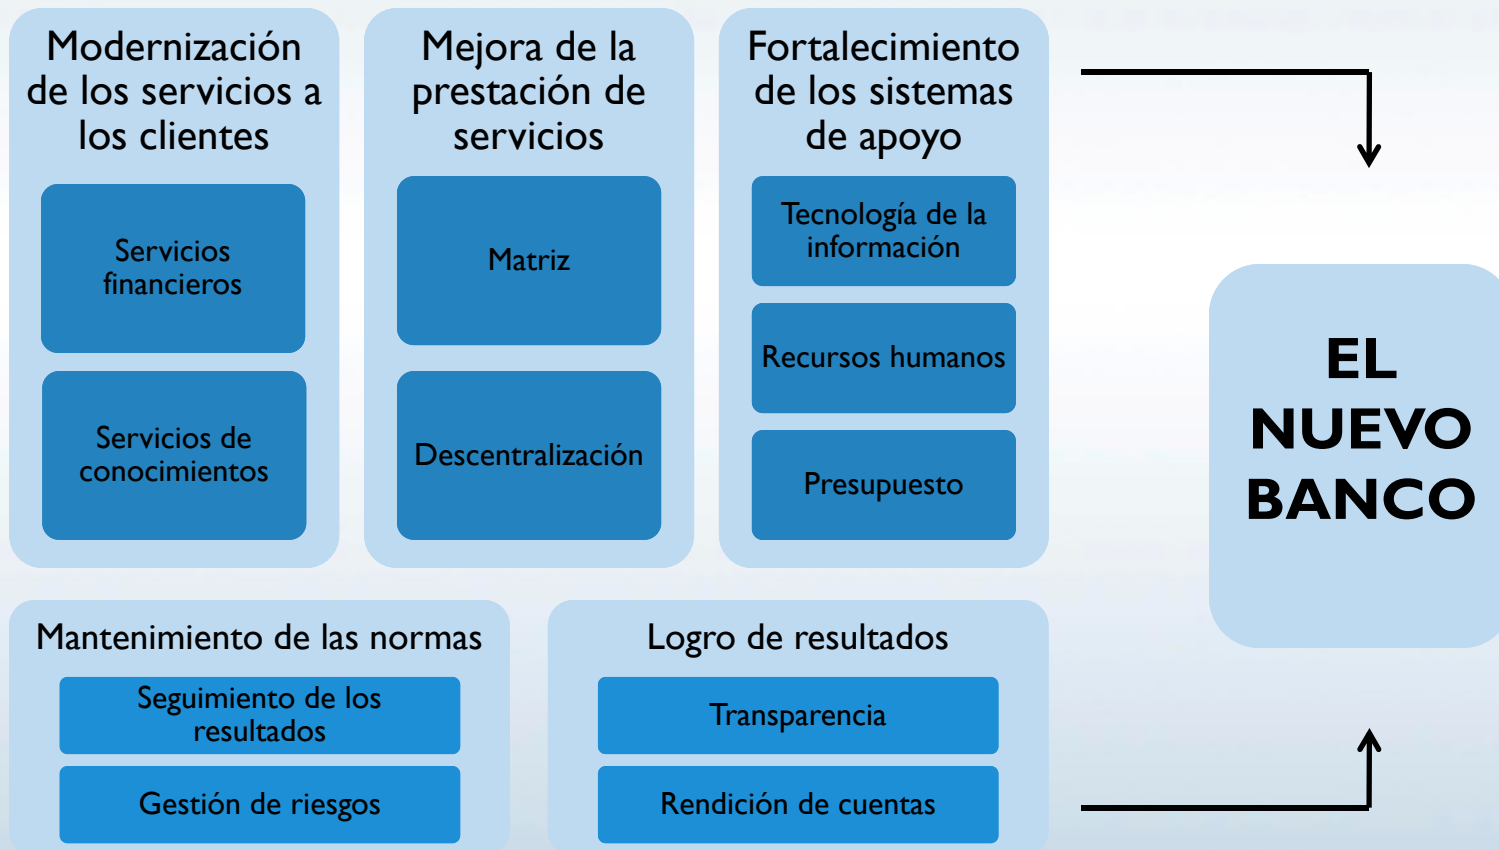 Modernización
de los servicios a
los clientes
Servicios
financieros
Servicios de
conocimientos
Mejora de la
prestación de
servicios
Matriz
Descentralización
Fortalecimiento
de los sistemas
de apoyo
Tecnología de la
información
Recursos humanos
Presupuesto
EL
NUEVO
BANCO
Mantenimiento de las normas
Seguimiento de los
resultados
Gestión de riesgos
Logro de resultados
Transparencia
Rendición de cuentas